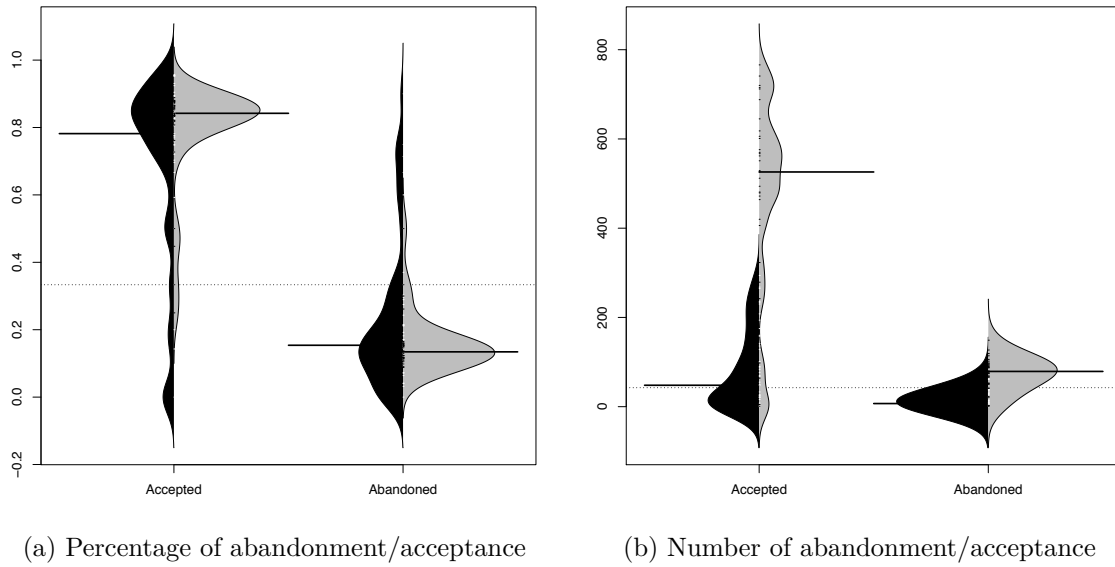 1.0
0.8
0.6
0.4
0.2
0.0
−0.2
Accepted
Abandoned
(a) Percentage of abandonment/acceptance
800
600
400
200
0
Accepted
Abandoned
(b) Number of abandonment/acceptance